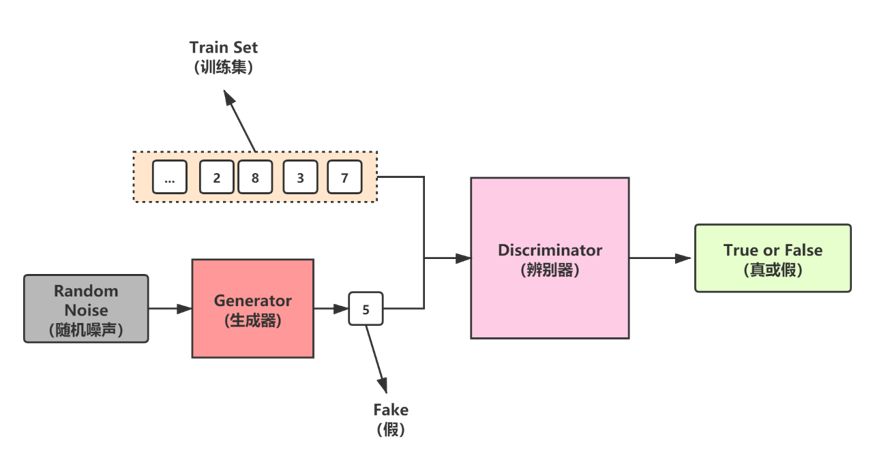 Train Set
（训练集）
... 2 8 3 7
Random
Noise
（随机噪声）
Generator
(生成器)
5
Fake
（假）
Discriminator
(辨别器)
True or False
（真或假）